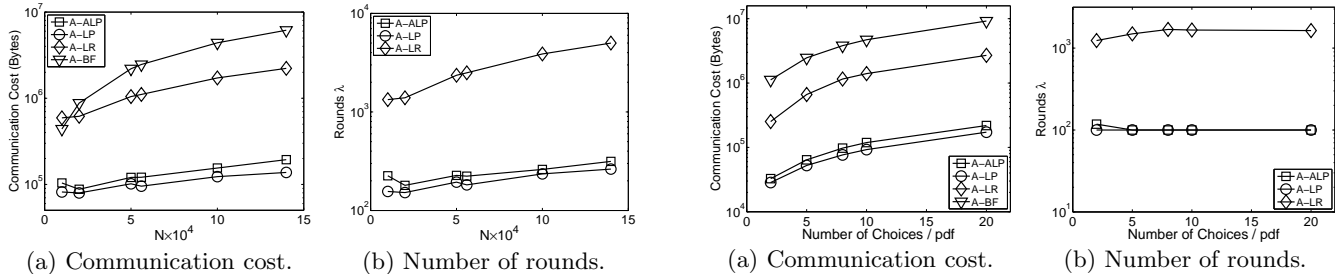 Communication Cost (Bytes)
10^7
10^6
10^5
A−ALP
A−LP
A−LR
A−BF
0 5 10 15
N×10^4
(a) Communication cost.
Rounds λ
10^4
10^3
10^2
A−ALP
A−LP
A−LR
0 5 10 15
N×10^4
(b) Number of rounds.
Communication Cost (Bytes)
10^7
10^6
10^5
10^4
A−ALP
A−LP
A−LR
A−BF
0 5 10 15 20
Number of Choices / pdf
(a) Communication cost.
Rounds λ
10^3
10^2
10^1
A−ALP
A−LP
A−LR
0 5 10 15 20
Number of Choices / pdf
(b) Number of rounds.